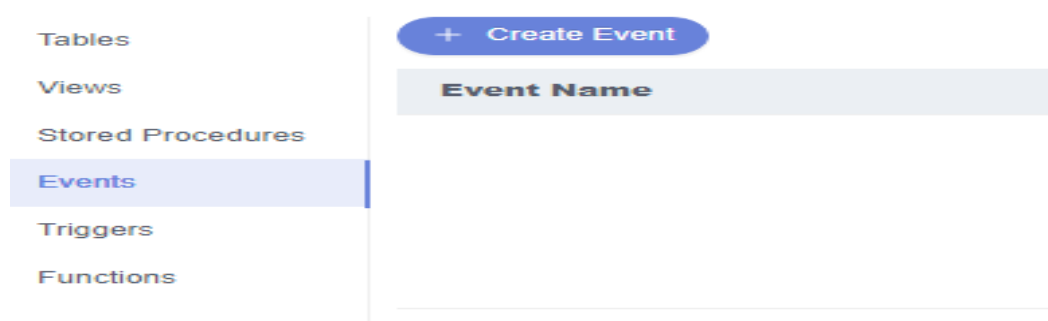 Tables
Views
Stored Procedures
Events
Triggers
Functions
+ Create Event
Event Name